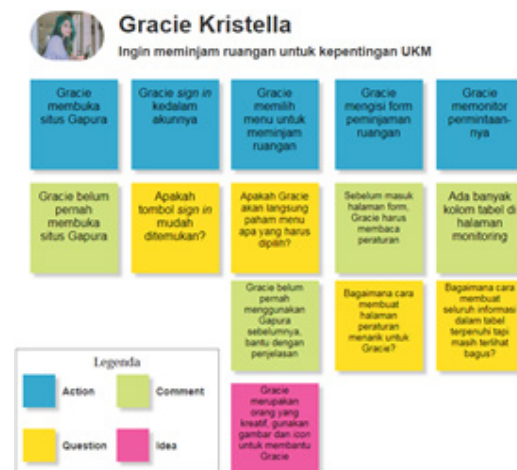 Gracie Kristella
Ingin meminjam ruangan untuk kepentingan UKM
Gracie
membuka
situs Gapura
Gracie sign in
kedalam
akunnya
Gracie
memilih
menu untuk
meminjam
ruangan
Gracie
mengisi form
peminjaman
ruangan
Gracie
memonitor
permintaan-
nya
Gracie belum
pernah
membuka
situs Gapura
Apakah
tombol sign in
mudah
ditemukan?
Apakah Gracie
akan langsung
paham menu
apa yang harus
dipilih?
Sebelum masuk
halaman form,
Gracie harus
membaca
peraturan
Ada banyak
kolom tabel di
halaman
monitoring
Gracie belum
pernah
menggunakan
Gapura
sebelumnya,
bantu dengan
penjelasan
Bagaimana cara
membuat
halaman
peraturan
menarik untuk
Gracie?
Bagaimana cara
membuat
seluruh informasi
dalam tabel
terpenuhi tapi
masih terlihat
bagus?
Gracie
merupakan
orang yang
kreatif, gunakan
gambar dan icon
untuk membantu
Gracie
Legenda
Action
Comment
Question
Idea